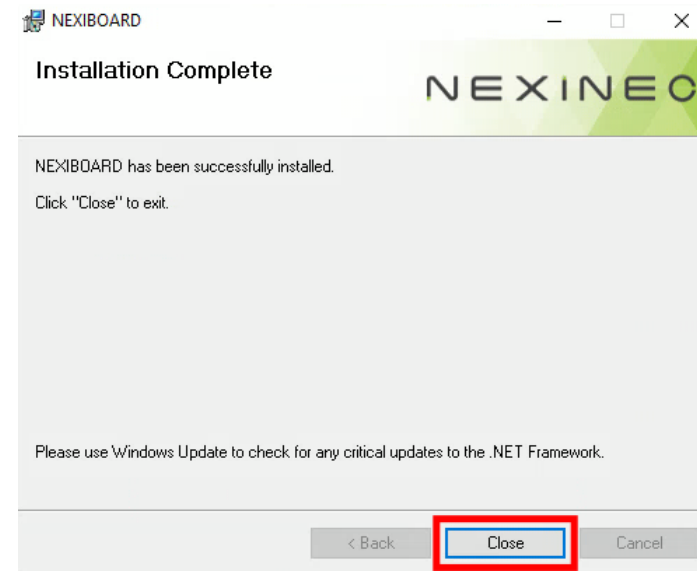 NEXIBOARD
Installation Complete
NEXINEO
NEXIBOARD has been successfully installed.
Click "Close" to exit.
Please use Windows Update to check for any critical updates to the .NET Framework.
< Back
Close
Cancel